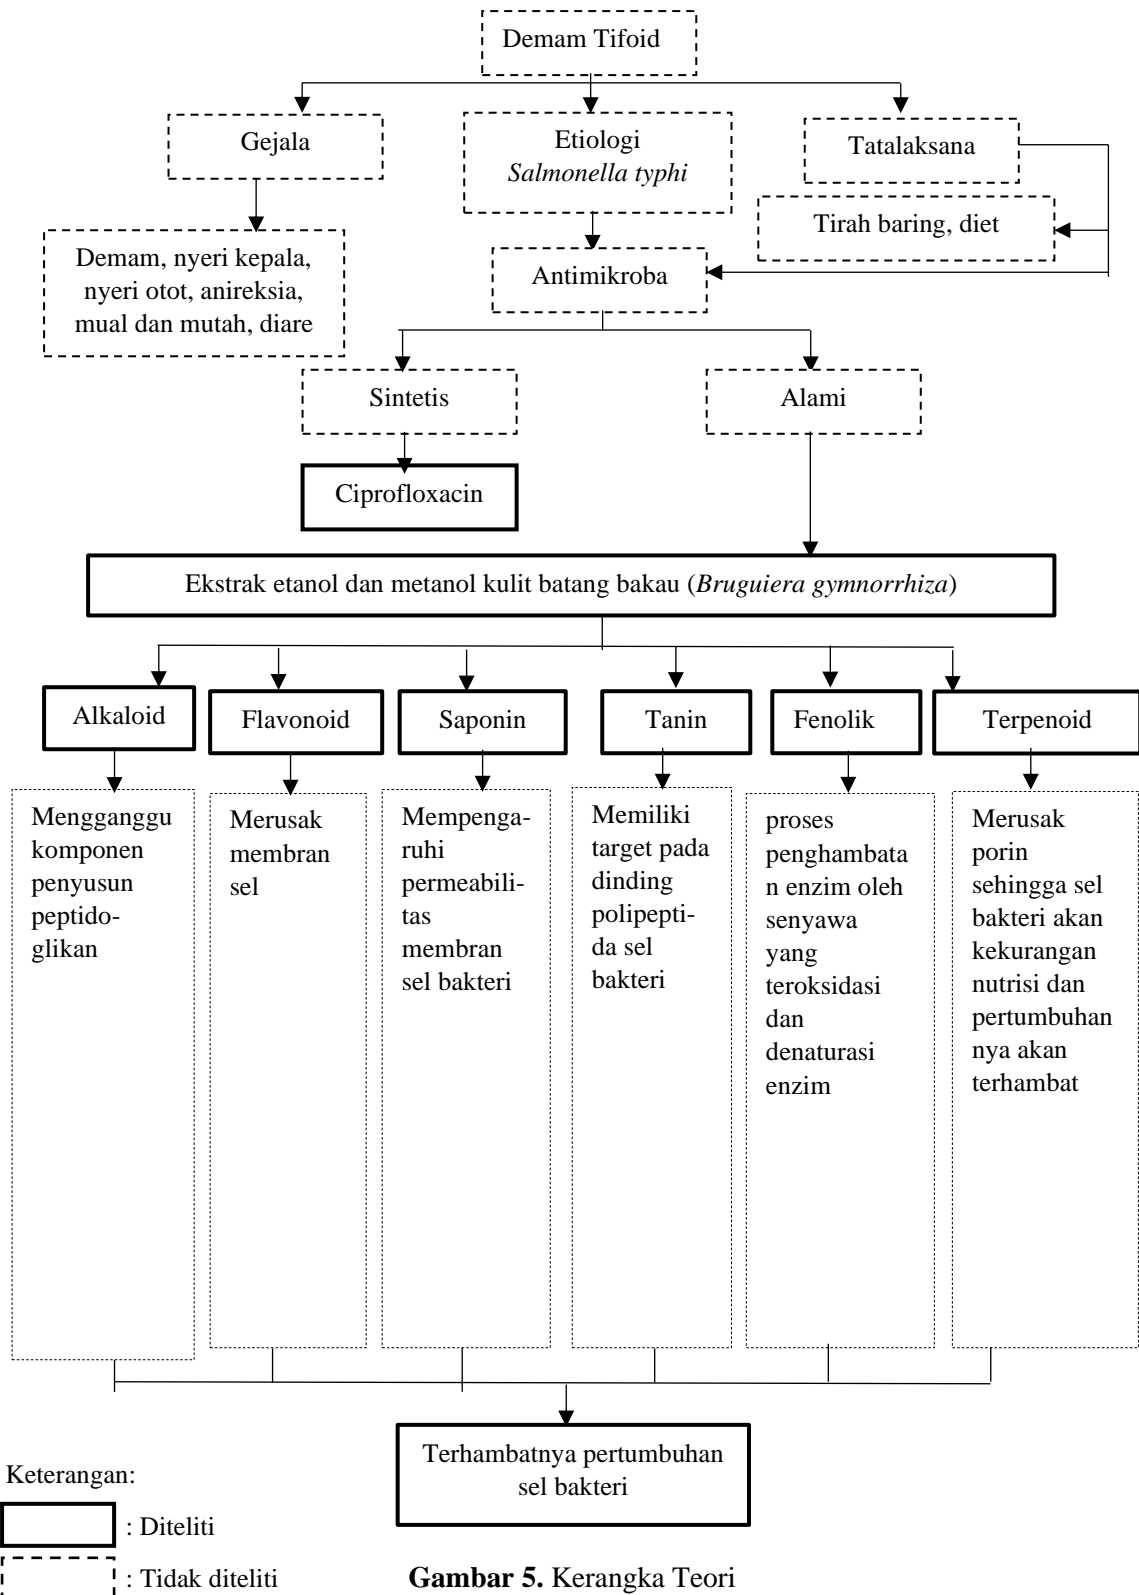 Demam Tifoid
Gejala
Etiologi
Salmonella typhi
Tatalaksana
Tirah baring, diet
Demam, nyeri kepala,
nyeri otot, anireksia,
mual dan mutah, diare
Antimikroba
Sintetis
Alami
Ciprofloxacin
Ekstrak etanol dan metanol kulit batang bakau (Bruguiera gymnorrhiza)
Alkaloid
Flavonoid
Saponin
Tanin
Fenolik
Terpenoid
Mengganggu
komponen
penyusun
peptido-
glikan
Merusak
membran
sel
Mempenga-
ruhi
permeabili-
tas
membran
sel bakteri
Memiliki
target pada
dinding
polipepti-
da sel
bakteri
proses
penghambata
n enzim oleh
senyawa
yang
teroksidasi
dan
denaturasi
enzim
Merusak
porin
sehingga sel
bakteri akan
kekurangan
nutrisi dan
pertumbuhan
nya akan
terhambat
Terhambatnya pertumbuhan
sel bakteri
Keterangan:
: Diteliti
: Tidak diteliti
Gambar 5. Kerangka Teori